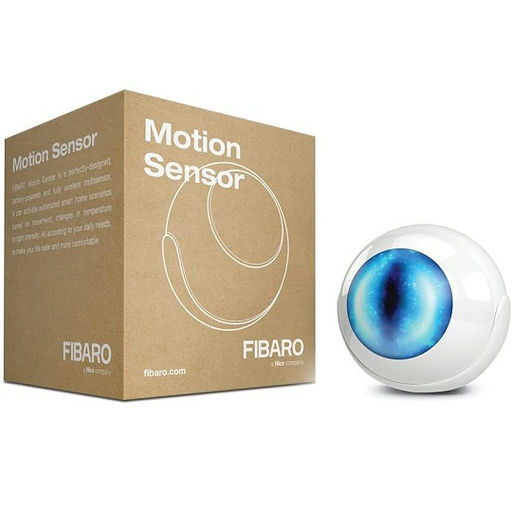 Motion Sensor
FIBARO Motion Sensor is a perfectly-designed,
battery-powered and fully wireless multisensor.
It can activate automated smart home scenarios
based on movement, changes in temperature
or light intensity. All according to your daily needs,
to make your life safer and more comfortable.
FIBARO
Motion
Sensor
fibaro.com
FIBARO
a Nice company